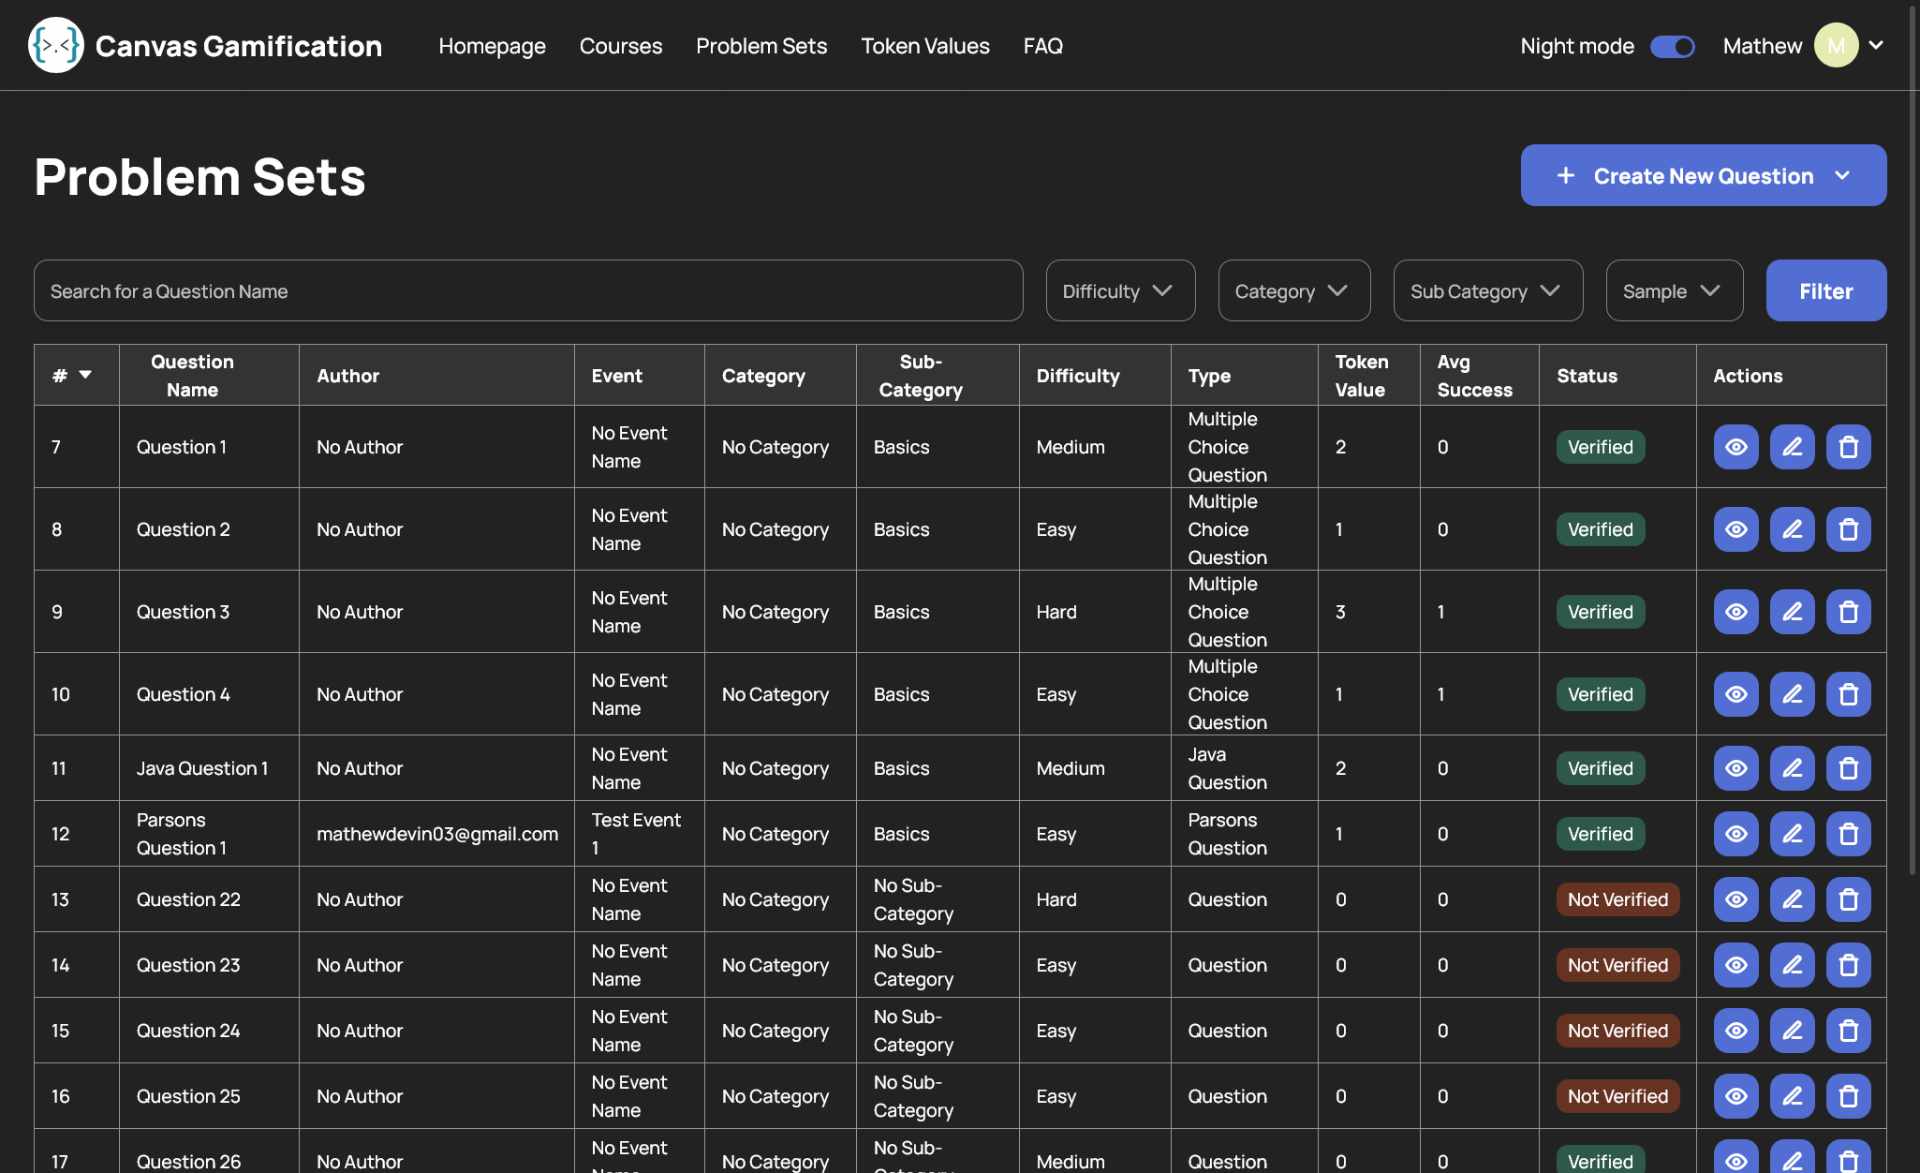 {>.<} Canvas Gamification Homepage Courses Problem Sets Token Values FAQ Night mode Mathew M
Problem Sets
+ Create New Question
Search for a Question Name Difficulty Category Sub Category Sample Filter
# Question Name Author Event Category Sub-Category Difficulty Type Token Value Avg Success Status Actions
7 Question 1 No Author No Event Name No Category Basics Medium Multiple Choice Question 2 0 Verified
8 Question 2 No Author No Event Name No Category Basics Easy Multiple Choice Question 1 0 Verified
9 Question 3 No Author No Event Name No Category Basics Hard Multiple Choice Question 3 1 Verified
10 Question 4 No Author No Event Name No Category Basics Easy Multiple Choice Question 1 1 Verified
11 Java Question 1 No Author No Event Name No Category Basics Medium Java Question 2 0 Verified
12 Parsons Question 1 mathewdevin03@gmail.com Test Event 1 No Category Basics Easy Parsons Question 1 0 Verified
13 Question 22 No Author No Event Name No Category No Sub-Category Hard Question 0 0 Not Verified
14 Question 23 No Author No Event Name No Category No Sub-Category Easy Question 0 0 Not Verified
15 Question 24 No Author No Event Name No Category No Sub-Category Easy Question 0 0 Not Verified
16 Question 25 No Author No Event Name No Category No Sub-Category Easy Question 0 0 Not Verified
17 Question 26 No Author No Event No Category No Sub- Medium Question 0 0 Verified